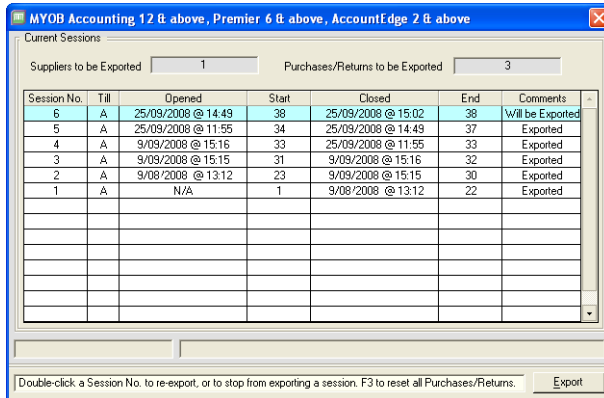 MYOB Accounting 12 & above, Premier 6 & above, AccountEdge 2 & above
Current Sessions
Suppliers to be Exported 1 Purchases/Returns to be Exported 3
Session No. Till Opened Start Closed End Comments
6 A 25/09/2008 @ 14:49 38 25/09/2008 @ 15:02 38 Will be Exported
5 A 25/09/2008 @ 11:55 34 25/09/2008 @ 14:49 37 Exported
4 A 9/09/2008 @ 15:16 33 25/09/2008 @ 11:55 33 Exported
3 A 9/09/2008 @ 15:15 31 9/09/2008 @ 15:16 32 Exported
2 A 9/08/2008 @ 13:12 23 9/09/2008 @ 15:15 30 Exported
1 A N/A 1 9/08/2008 @ 13:12 22 Exported
Double-click a Session No. to re-export, or to stop from exporting a session. F3 to reset all Purchases/Returns. Export